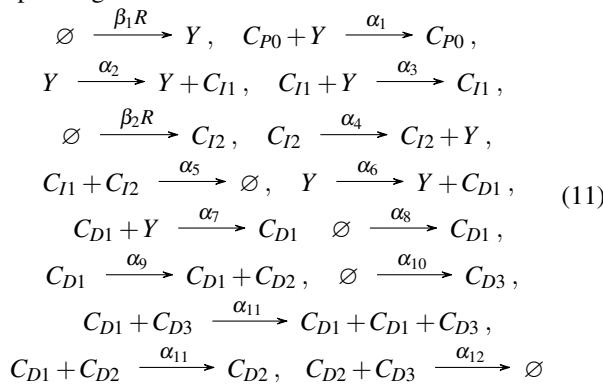 ∅ —β₁R→ Y , C_{P0} + Y —α₁→ C_{P0} ,
Y —α₂→ Y + C_{I1} , C_{I1} + Y —α₃→ C_{I1} ,
∅ —β₂R→ C_{I2} , C_{I2} —α₄→ C_{I2} + Y ,
C_{I1} + C_{I2} —α₅→ ∅ , Y —α₆→ Y + C_{D1} ,
(11)
C_{D1} + Y —α₇→ C_{D1} ∅ —α₈→ C_{D1} ,
C_{D1} —α₉→ C_{D1} + C_{D2} , ∅ —α₁₀→ C_{D3} ,
C_{D1} + C_{D3} —α₁₁→ C_{D1} + C_{D1} + C_{D3} ,
C_{D1} + C_{D2} —α₁₁→ C_{D2} , C_{D2} + C_{D3} —α₁₂→ ∅